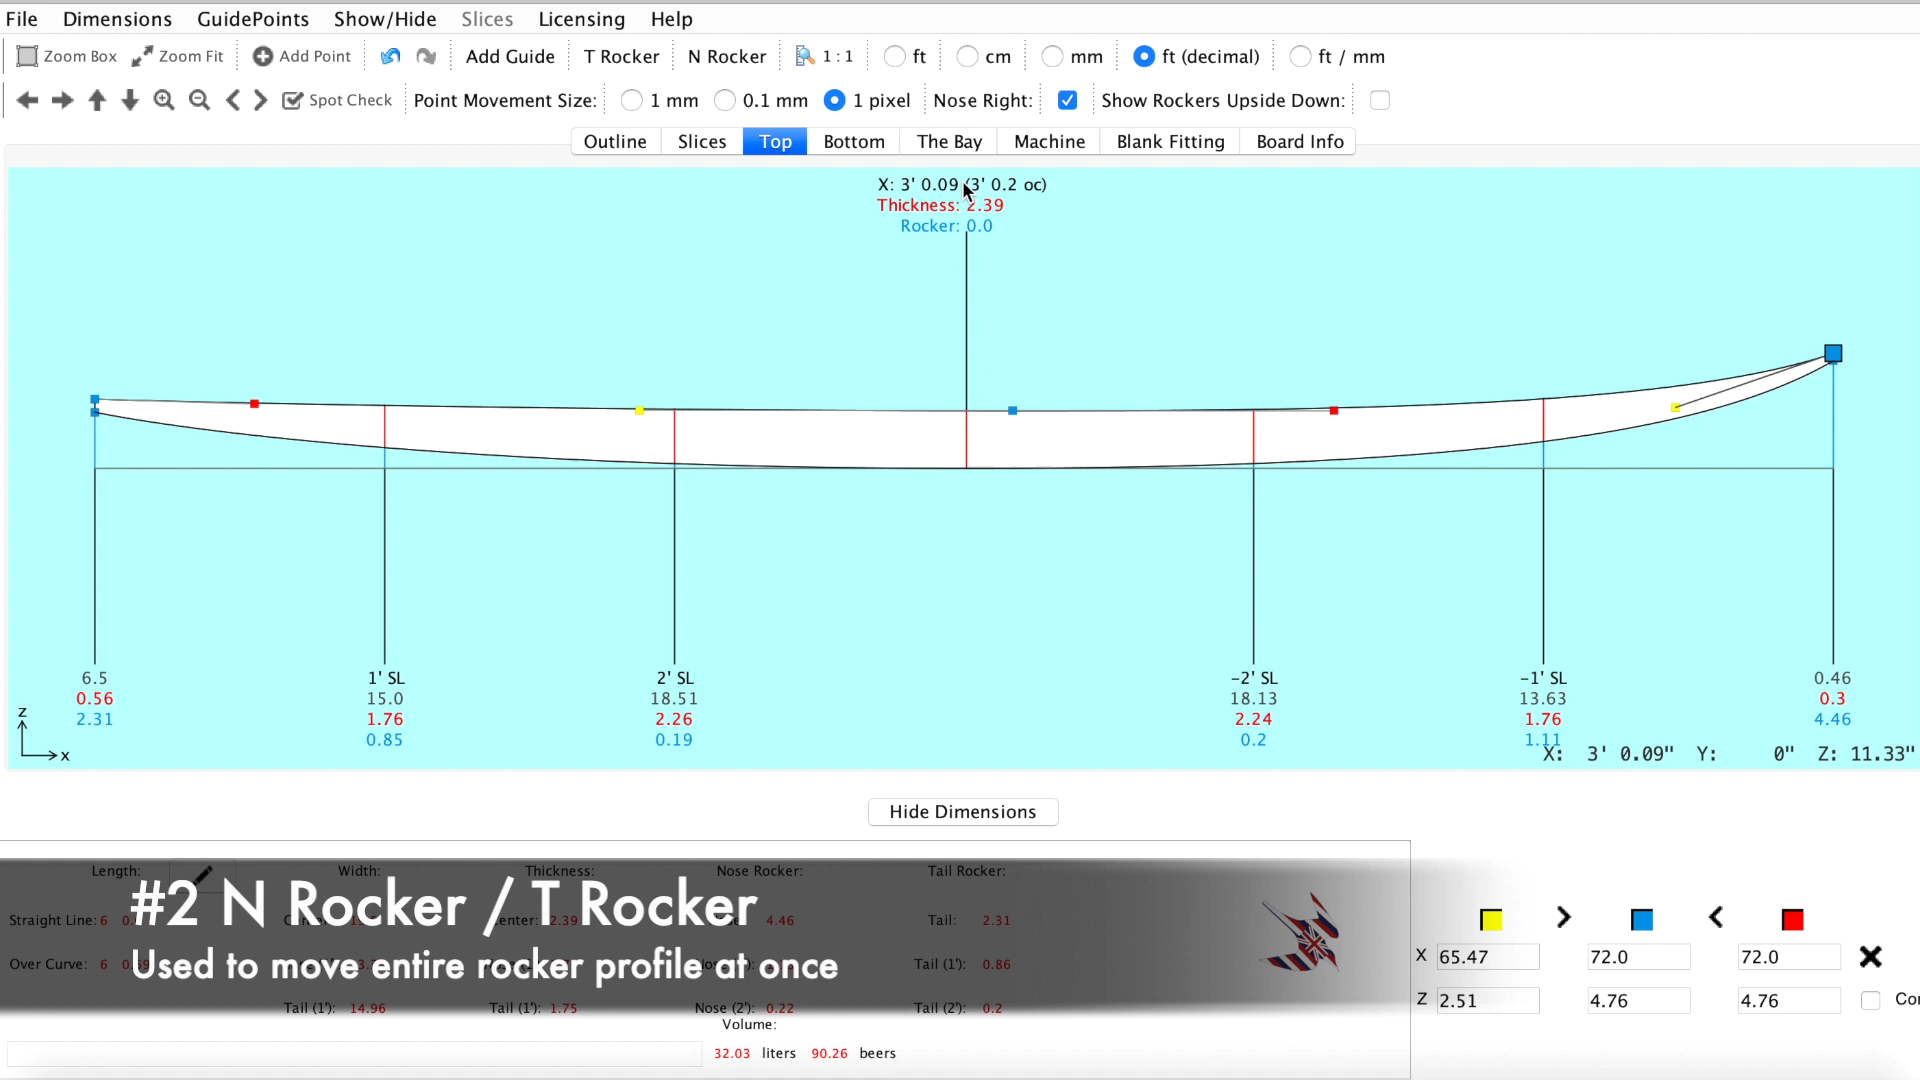 File Dimensions GuidePoints Show/Hide Slices Licensing Help
Zoom Box Zoom Fit Add Point Add Guide T Rocker N Rocker 1 : 1 ft cm mm ft (decimal) ft / mm
Spot Check Point Movement Size: 1 mm 0.1 mm 1 pixel Nose Right: Show Rockers Upside Down:
Outline Slices Top Bottom The Bay Machine Blank Fitting Board Info
X: 3' 0.09 (3' 0.2 oc)
Thickness: 2.39
Rocker: 0.0
6.5 1' SL 2' SL -2' SL -1' SL 0.46
0.56 15.0 18.51 18.13 13.63 0.3
2.31 1.76 2.26 2.24 1.76 4.46
0.85 0.19 0.2 1.11
z
x
X: 3' 0.09" Y: 0" Z: 11.33"
Hide Dimensions
Length: Width: Thickness: Nose Rocker: Tail Rocker:
#2 N Rocker / T Rocker
Straight Line: 6 4.46 Tail: 2.31
Used to move entire rocker profile at once
Over Curve: 6 Tail (1'): 0.86
Tail (1'): 14.96 Tail (1'): 1.75 Nose (2'): 0.22 Tail (2'): 0.2
Volume:
32.03 liters 90.26 beers
> <
X 65.47 72.0 72.0
Z 2.51 4.76 4.76